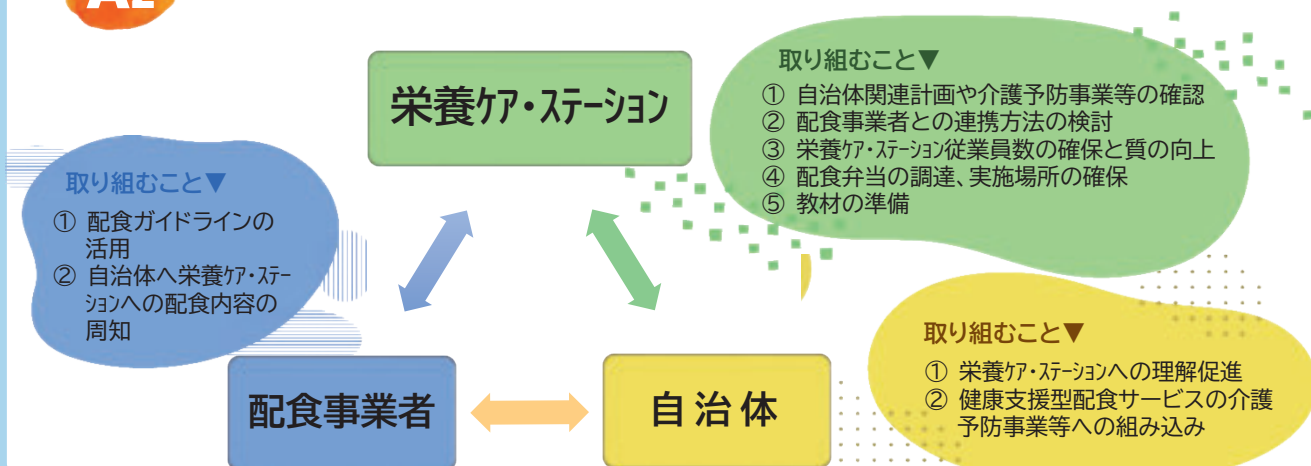 A2
栄養ケア・ステーション
取り組むこと▼
① 自治体関連計画や介護予防事業等の確認
② 配食事業者との連携方法の検討
③ 栄養ケア・ステーション従業員数の確保と質の向上
④ 配食弁当の調達、実施場所の確保
⑤ 教材の準備
取り組むこと▼
① 配食ガイドラインの
活用
② 自治体へ栄養ケア・ステー
ションへの配食内容の
周知
取り組むこと▼
① 栄養ケア・ステーションへの理解促進
② 健康支援型配食サービスの介護
予防事業等への組み込み
配食事業者
自治体